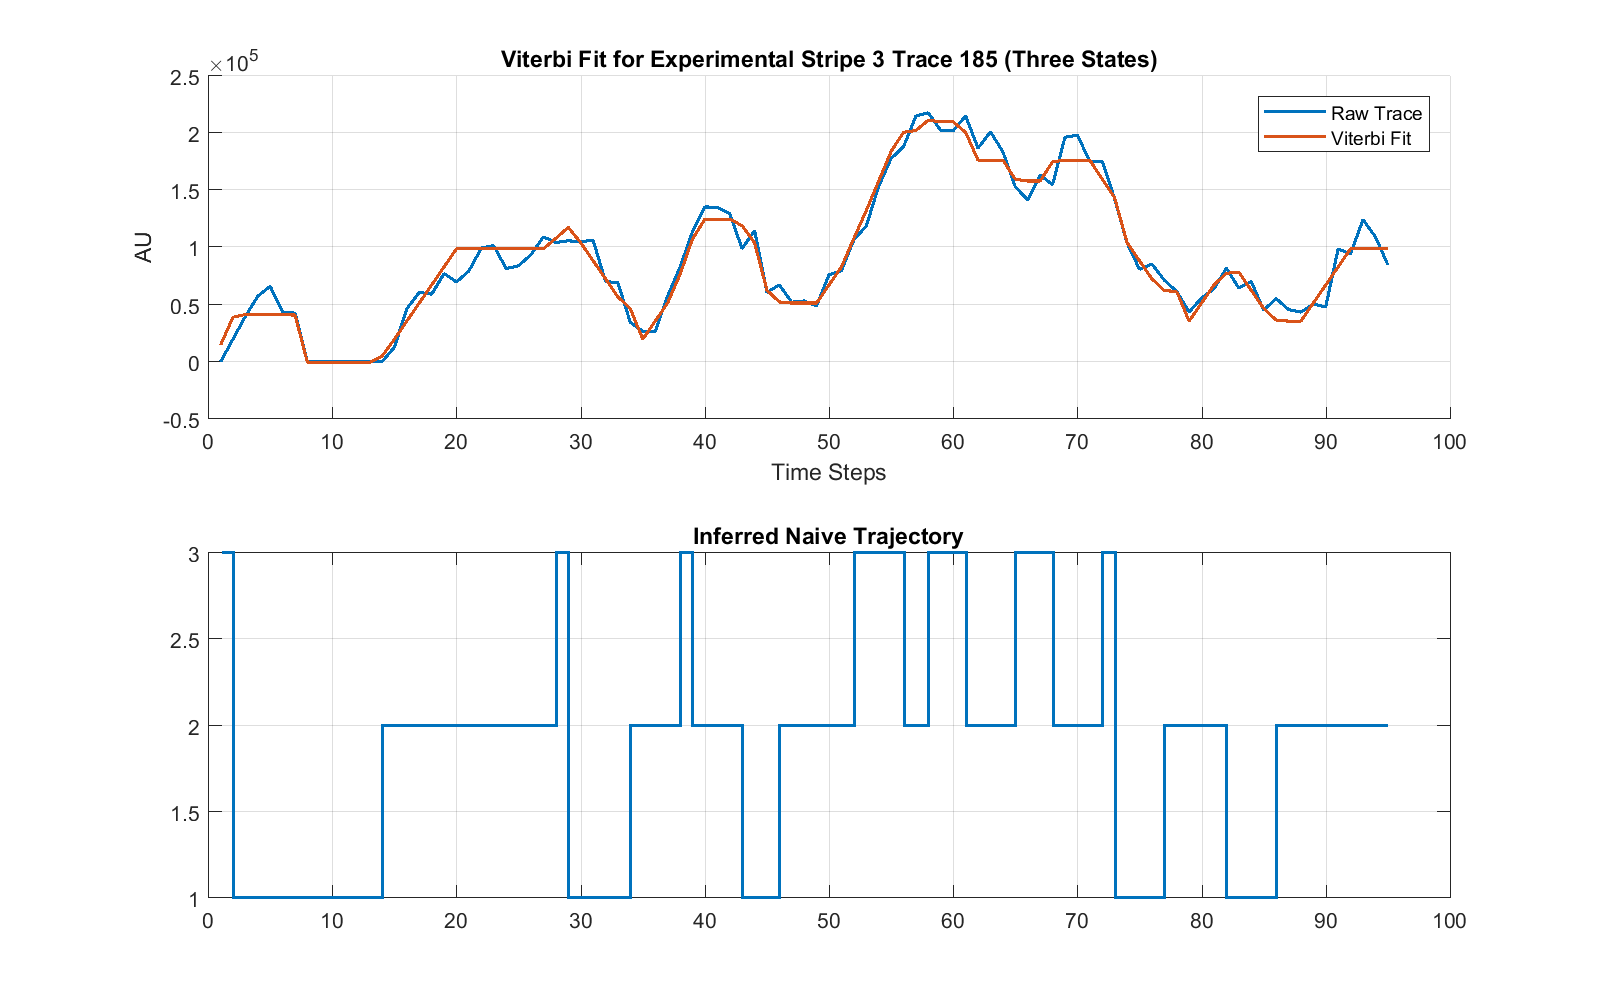 Viterbi Fit for Experimental Stripe 3 Trace 185 (Three States)
×10^5
2.5
2
1.5
1
0.5
0
-0.5
AU
Raw Trace
Viterbi Fit
0 10 20 30 40 50 60 70 80 90 100
Time Steps
Inferred Naive Trajectory
3
2.5
2
1.5
1
0 10 20 30 40 50 60 70 80 90 100